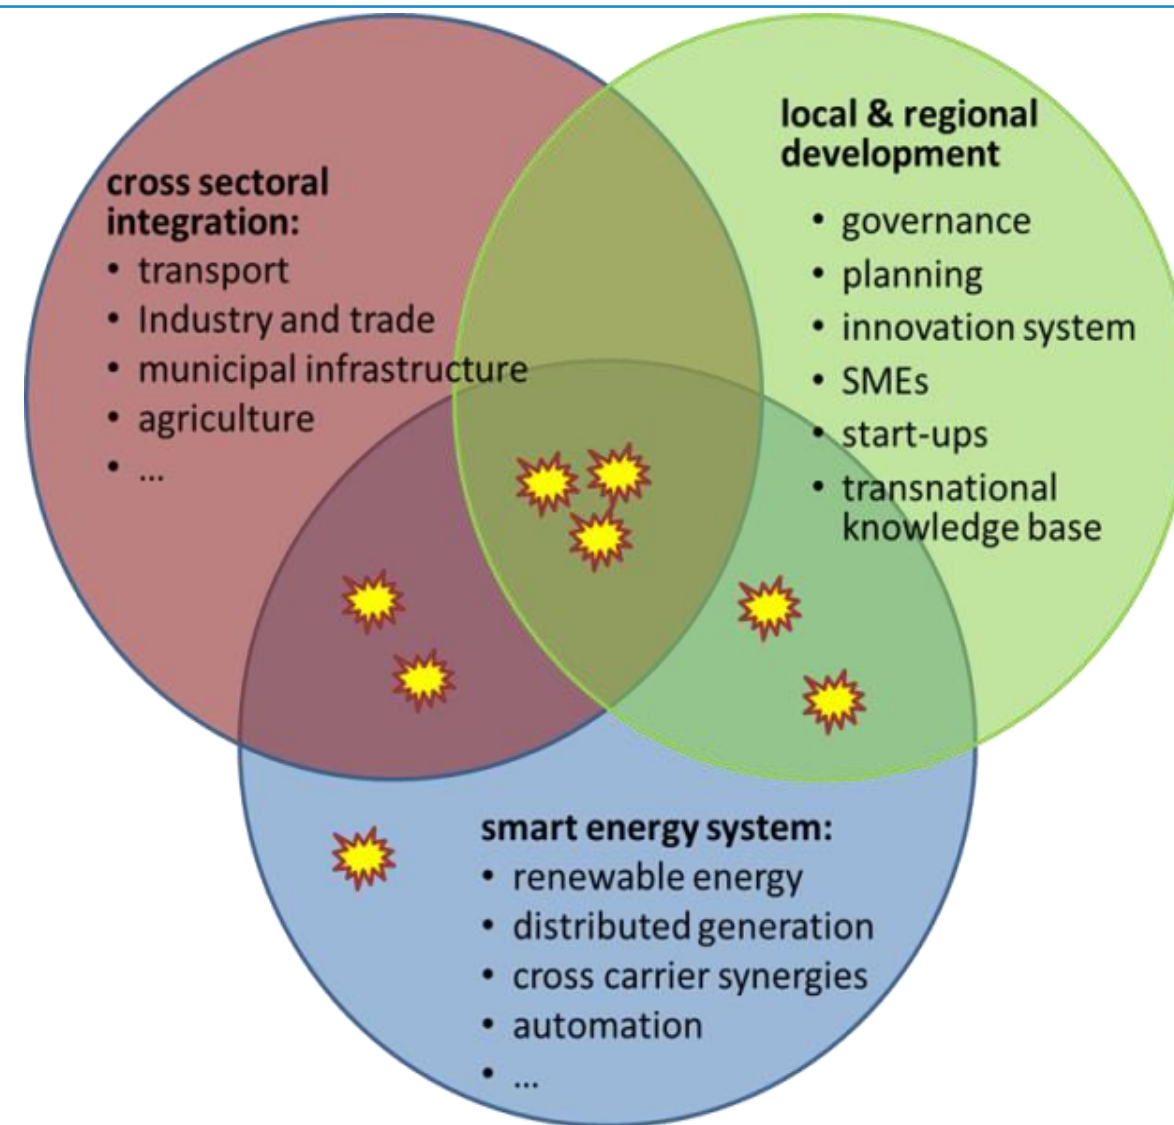 cross sectoral
integration:
• transport
• Industry and trade
• municipal infrastructure
• agriculture
• ...
local & regional
development
• governance
• planning
• innovation system
• SMEs
• start-ups
• transnational
knowledge base
smart energy system:
• renewable energy
• distributed generation
• cross carrier synergies
• automation
• ...